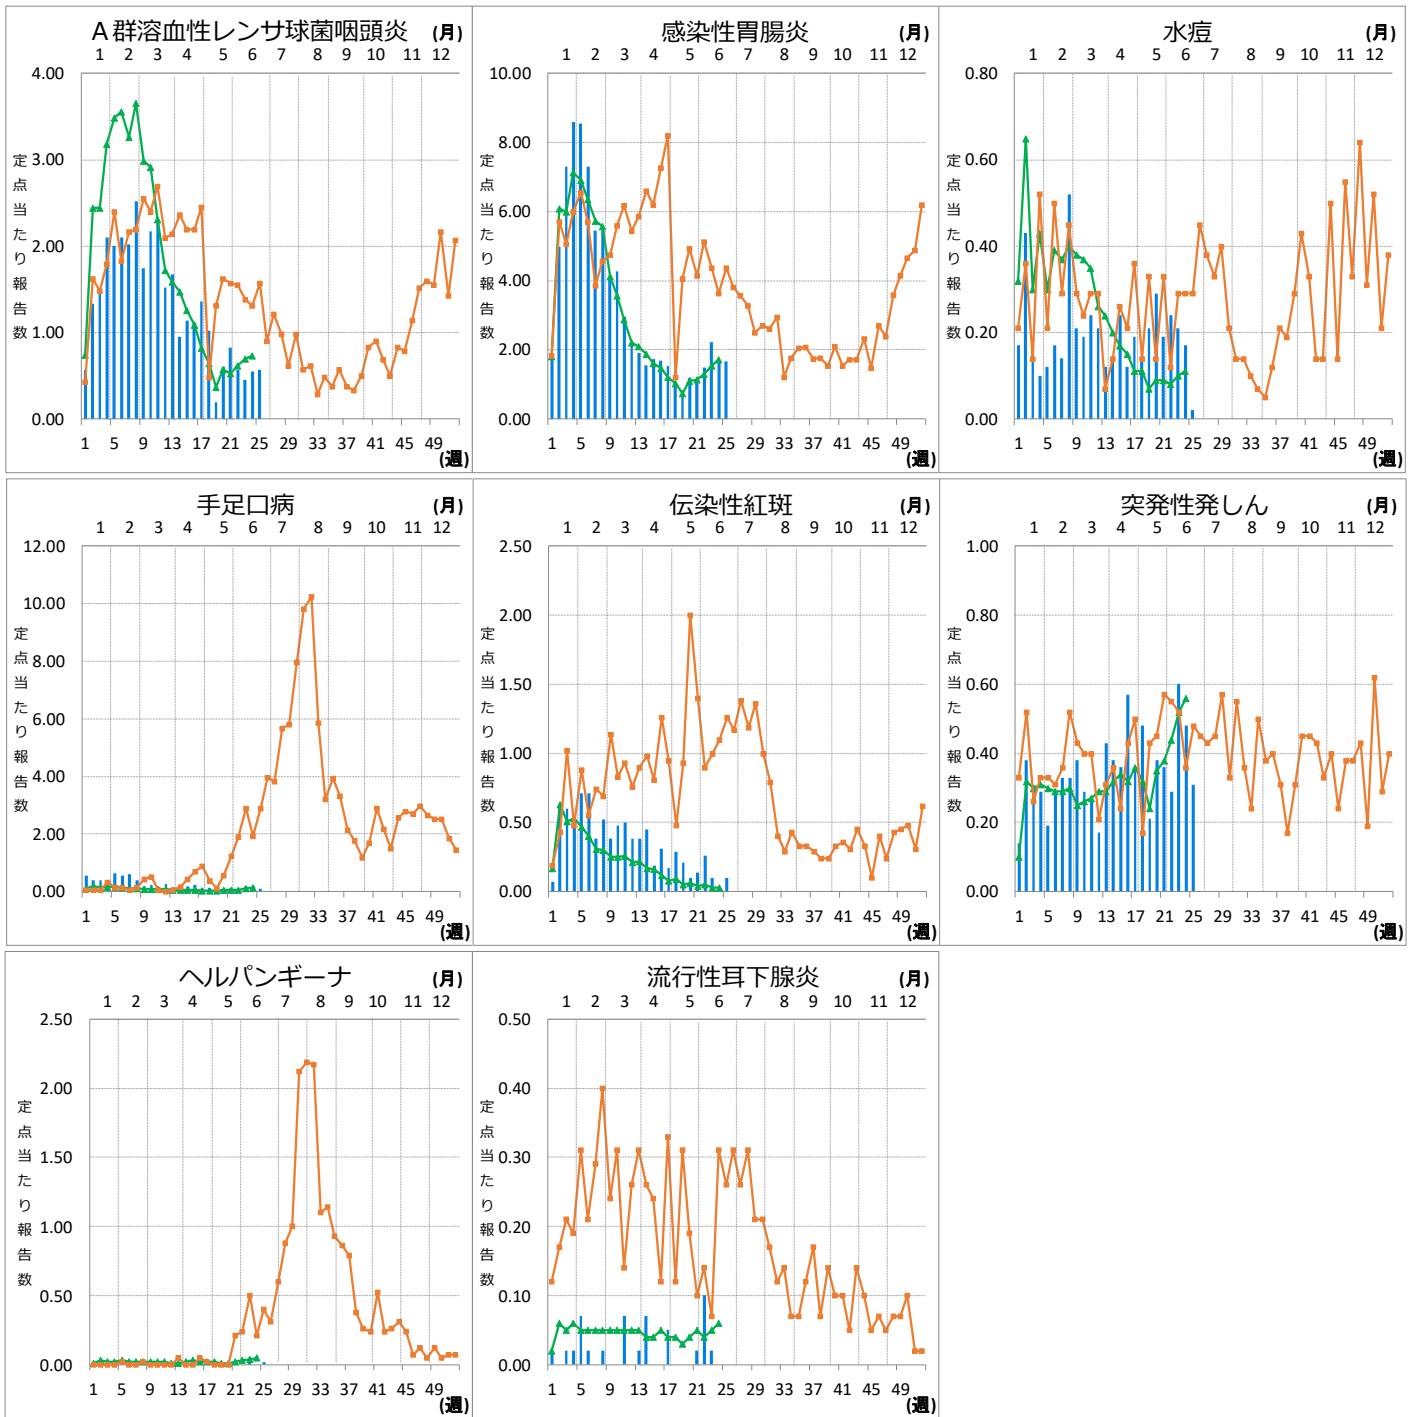 A群溶血性レンサ球菌咽頭炎 (月)
1 2 3 4 5 6 7 8 9 10 11 12
4.00
3.00
2.00
1.00
0.00
定点当たり報告数
1 5 9 13 17 21 25 29 33 37 41 45 49
(週)
感染性胃腸炎 (月)
1 2 3 4 5 6 7 8 9 10 11 12
10.00
8.00
6.00
4.00
2.00
0.00
定点当たり報告数
1 5 9 13 17 21 25 29 33 37 41 45 49
(週)
水痘 (月)
1 2 3 4 5 6 7 8 9 10 11 12
0.80
0.60
0.40
0.20
0.00
定点当たり報告数
1 5 9 13 17 21 25 29 33 37 41 45 49
(週)
手足口病 (月)
1 2 3 4 5 6 7 8 9 10 11 12
12.00
10.00
8.00
6.00
4.00
2.00
0.00
定点当たり報告数
1 5 9 13 17 21 25 29 33 37 41 45 49
(週)
伝染性紅斑 (月)
1 2 3 4 5 6 7 8 9 10 11 12
2.50
2.00
1.50
1.00
0.50
0.00
定点当たり報告数
1 5 9 13 17 21 25 29 33 37 41 45 49
(週)
突発性発しん (月)
1 2 3 4 5 6 7 8 9 10 11 12
1.00
0.80
0.60
0.40
0.20
0.00
定点当たり報告数
1 5 9 13 17 21 25 29 33 37 41 45 49
(週)
ヘルパンギーナ (月)
1 2 3 4 5 6 7 8 9 10 11 12
2.50
2.00
1.50
1.00
0.50
0.00
定点当たり報告数
1 5 9 13 17 21 25 29 33 37 41 45 49
(週)
流行性耳下腺炎 (月)
1 2 3 4 5 6 7 8 9 10 11 12
0.50
0.40
0.30
0.20
0.10
0.00
定点当たり報告数
1 5 9 13 17 21 25 29 33 37 41 45 49
(週)